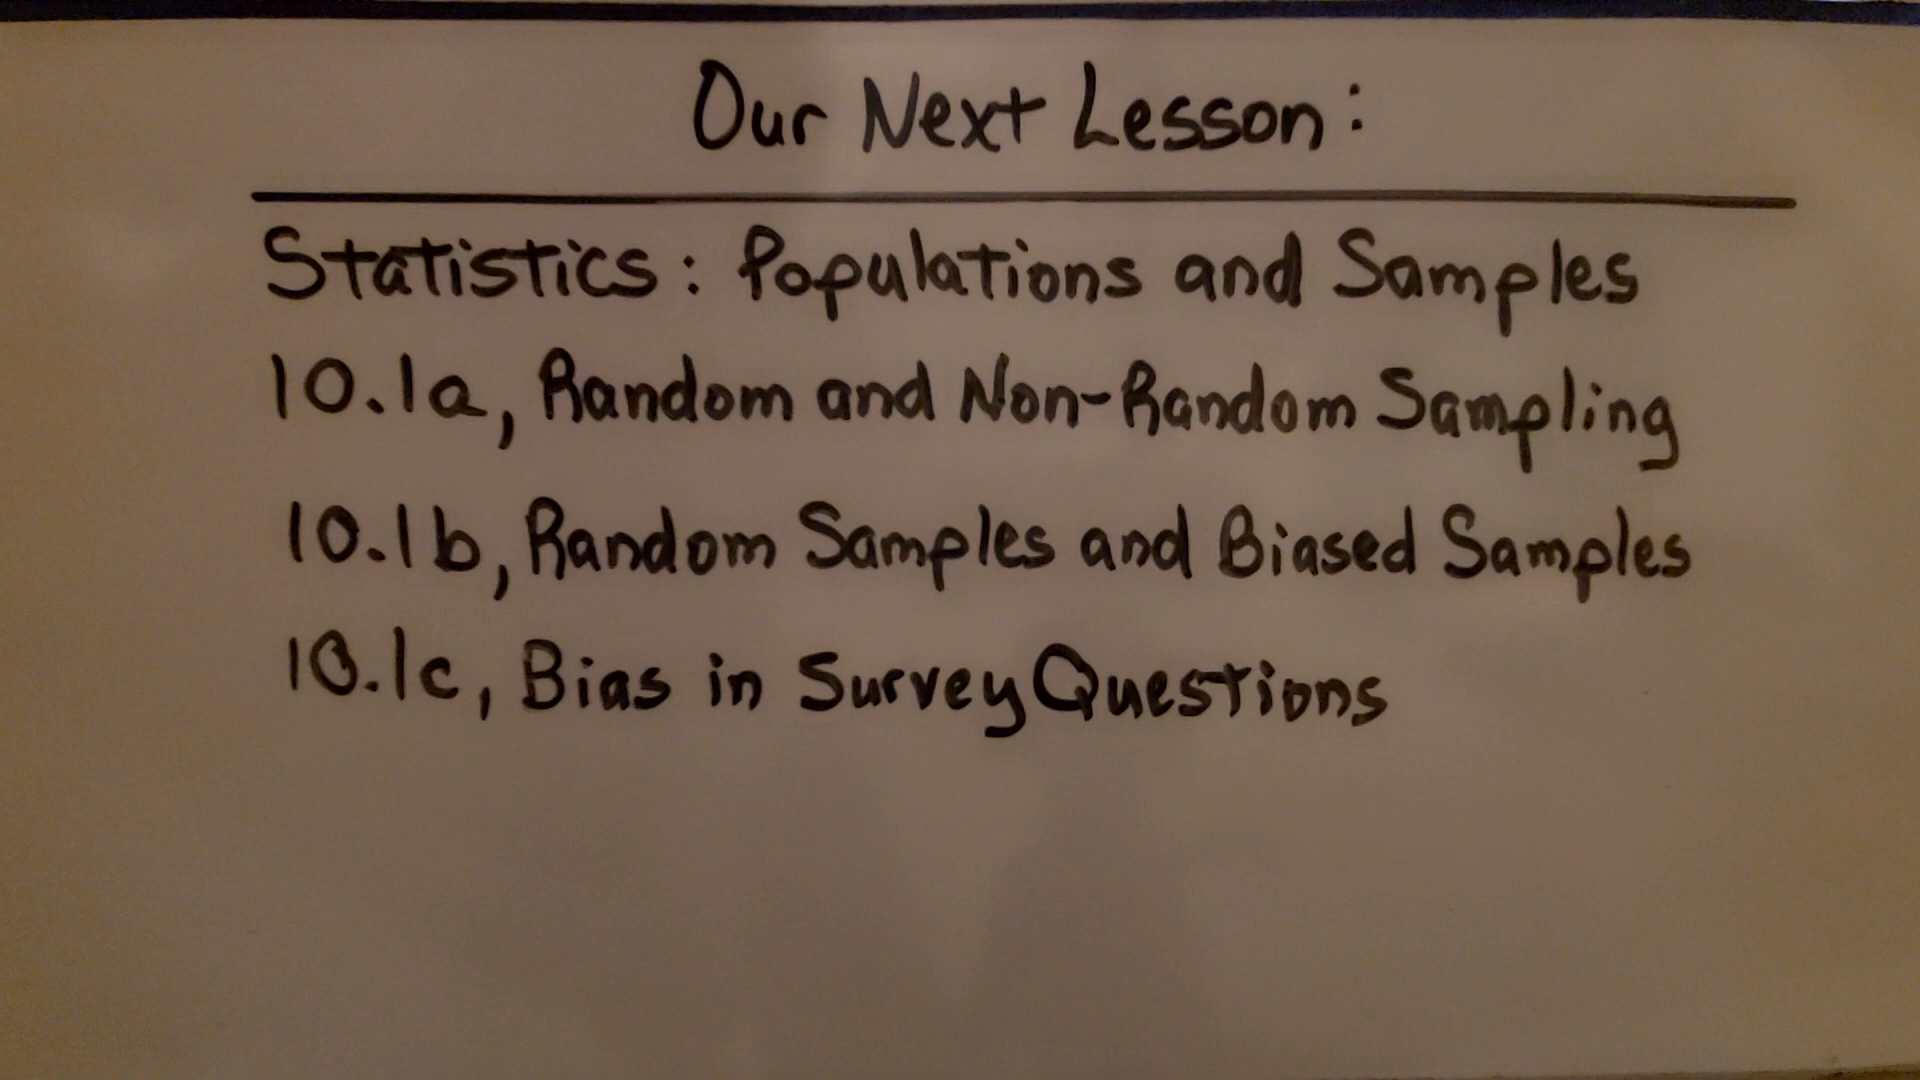 Our Next Lesson:
Statistics: Populations and Samples
10.1a, Random and Non-Random Sampling
10.1b, Random Samples and Biased Samples
10.1c, Bias in Survey Questions